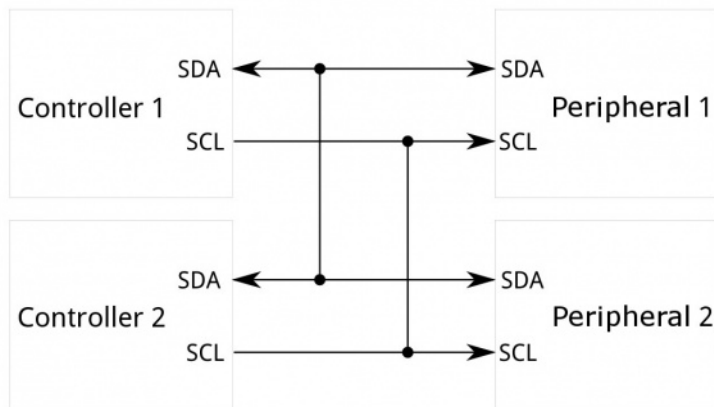 SDA
SDA
Controller 1
Peripheral 1
SCL
SCL
SDA
SDA
Controller 2
Peripheral 2
SCL
SCL